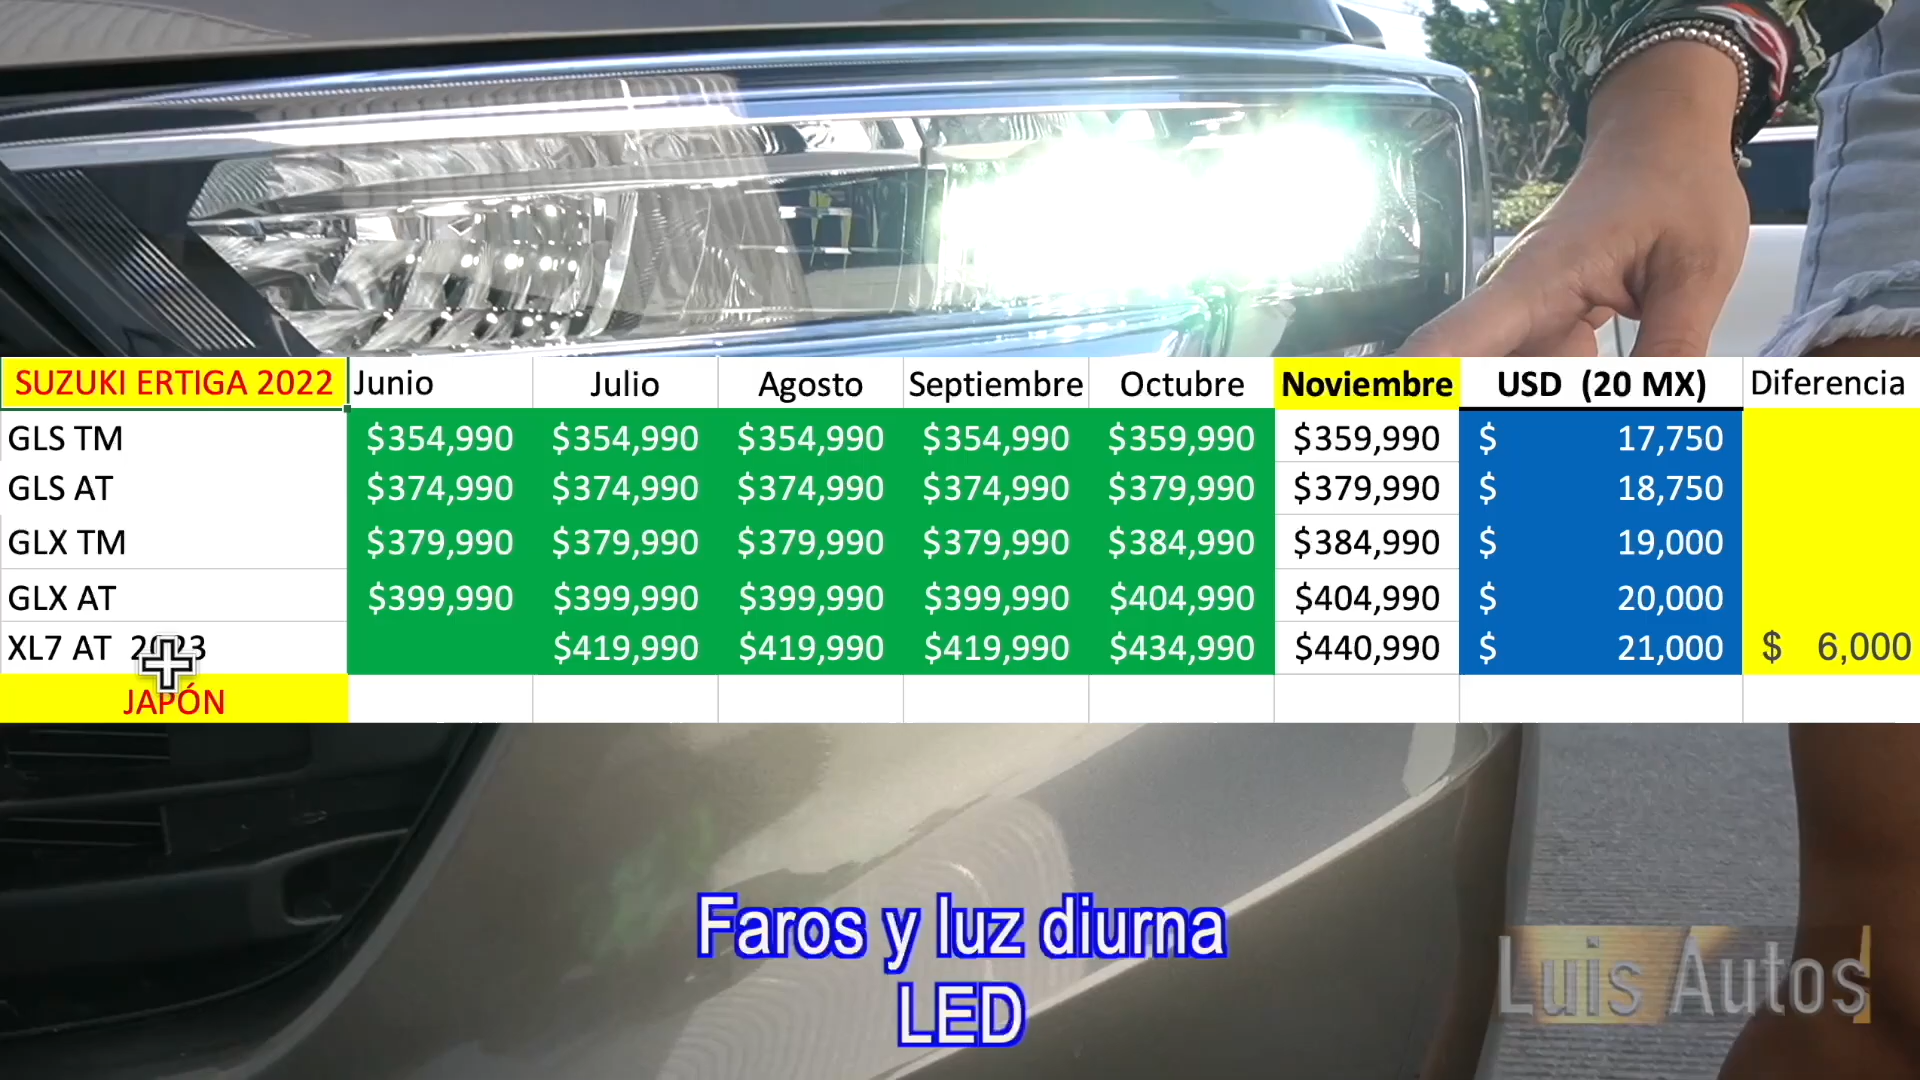 SUZUKI ERTIGA 2022 Junio Julio Agosto Septiembre Octubre Noviembre USD (20 MX) Diferencia
GLS TM $354,990 $354,990 $354,990 $354,990 $359,990 $359,990 $ 17,750
GLS AT $374,990 $374,990 $374,990 $374,990 $379,990 $379,990 $ 18,750
GLX TM $379,990 $379,990 $379,990 $379,990 $384,990 $384,990 $ 19,000
GLX AT $399,990 $399,990 $399,990 $399,990 $404,990 $404,990 $ 20,000
XL7 AT 2023 $419,990 $419,990 $419,990 $434,990 $440,990 $ 21,000 $ 6,000
JAPÓN
Faros y luz diurna
LED
Luis Autos